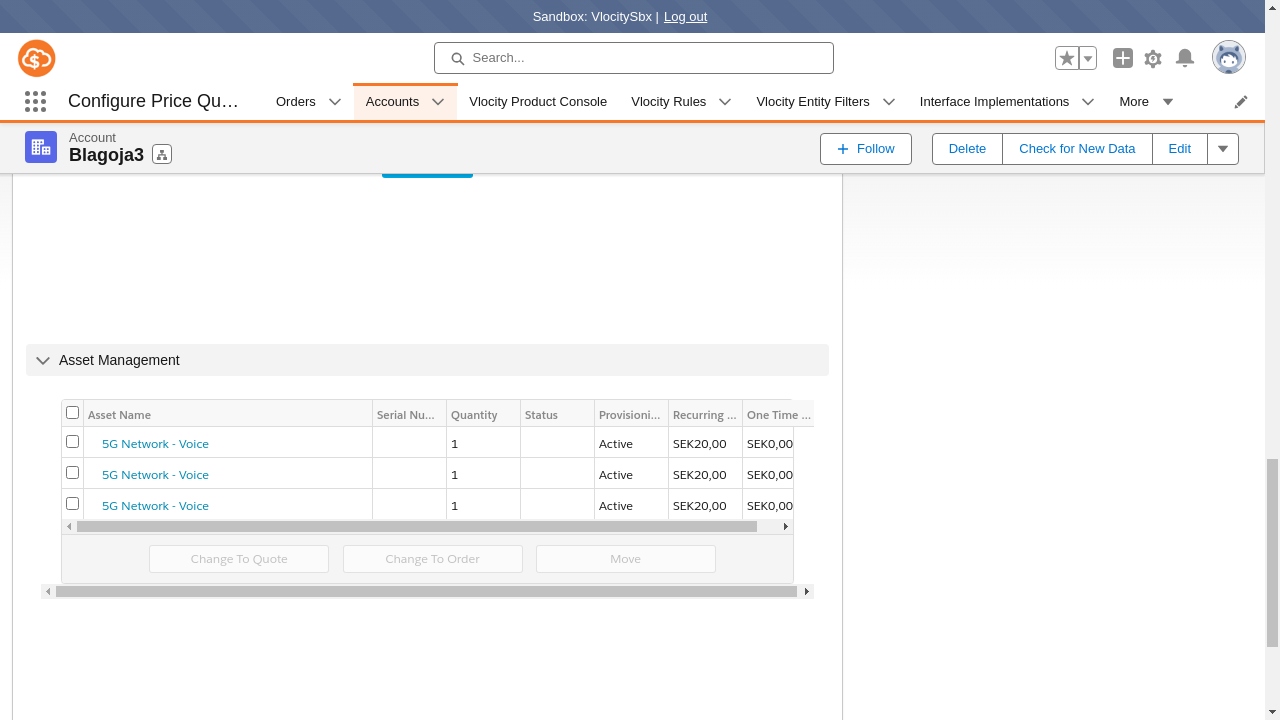 Sandbox: VlocitySbx | Log out
Search...
Configure Price Qu...
Orders
Accounts
Vlocity Product Console
Vlocity Rules
Vlocity Entity Filters
Interface Implementations
More
Account
Blagoja3
Follow
Delete
Check for New Data
Edit
Asset Management
Asset Name Serial Nu... Quantity Status Provisioni... Recurring ... One Time ...
5G Network - Voice 1 Active SEK20,00 SEK0,00
5G Network - Voice 1 Active SEK20,00 SEK0,00
5G Network - Voice 1 Active SEK20,00 SEK0,00
Change To Quote Change To Order Move